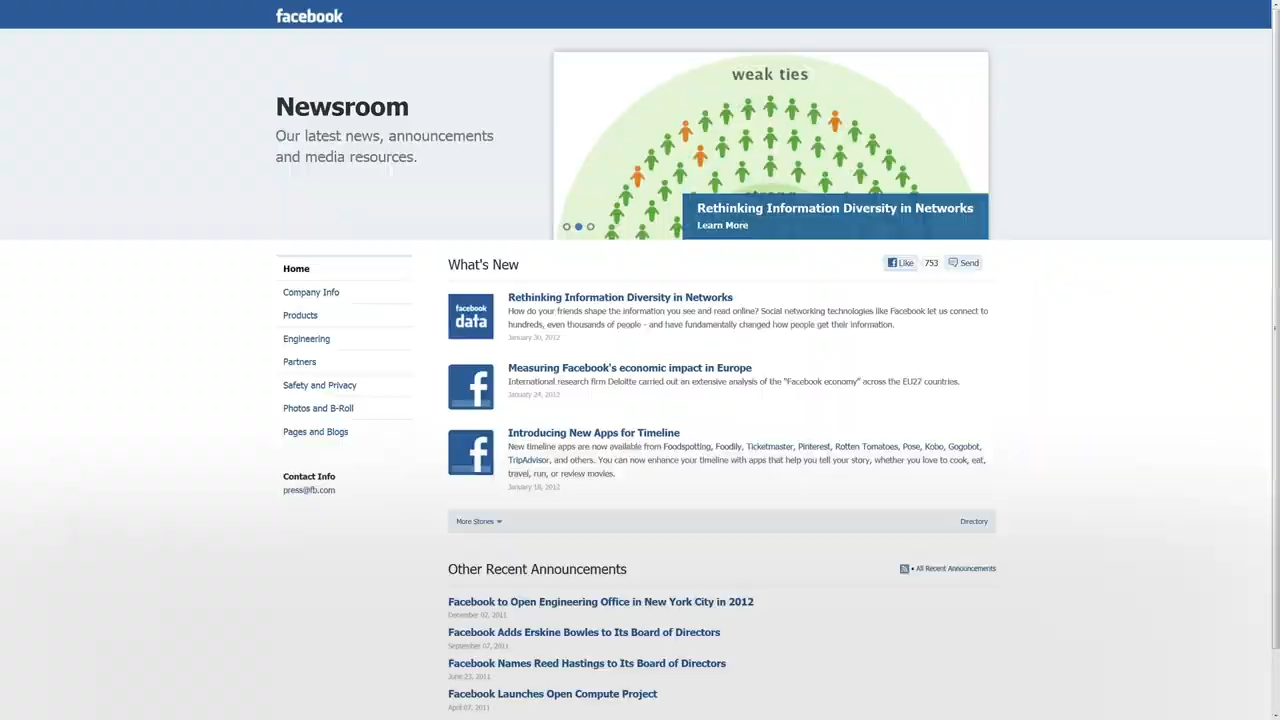 facebook
Newsroom
Our latest news, announcements
and media resources.
weak ties
Rethinking Information Diversity in Networks
Learn More
Home
Company Info
Products
Engineering
Partners
Safety and Privacy
Photos and B-Roll
Pages and Blogs
Contact Info
press@fb.com
What's New
Like 753 Send
facebook
data
Rethinking Information Diversity in Networks
How do your friends shape the information you see and read online? Social networking technologies like Facebook let us connect to
hundreds, even thousands of people - and have fundamentally changed how people get their information.
January 30, 2012
Measuring Facebook's economic impact in Europe
International research firm Deloitte carried out an extensive analysis of the "Facebook economy" across the EU27 countries.
January 24, 2012
Introducing New Apps for Timeline
New timeline apps are now available from Foodspotting, Foodily, Ticketmaster, Pinterest, Rotten Tomatoes, Pose, Kobo, Gogobot,
TripAdvisor, and others. You can now enhance your timeline with apps that help you tell your story, whether you love to cook, eat,
travel, run, or review movies.
January 18, 2012
More Stories
Directory
Other Recent Announcements
• All Recent Announcements
Facebook to Open Engineering Office in New York City in 2012
December 02, 2011
Facebook Adds Erskine Bowles to Its Board of Directors
September 07, 2011
Facebook Names Reed Hastings to Its Board of Directors
June 23, 2011
Facebook Launches Open Compute Project
April 07, 2011